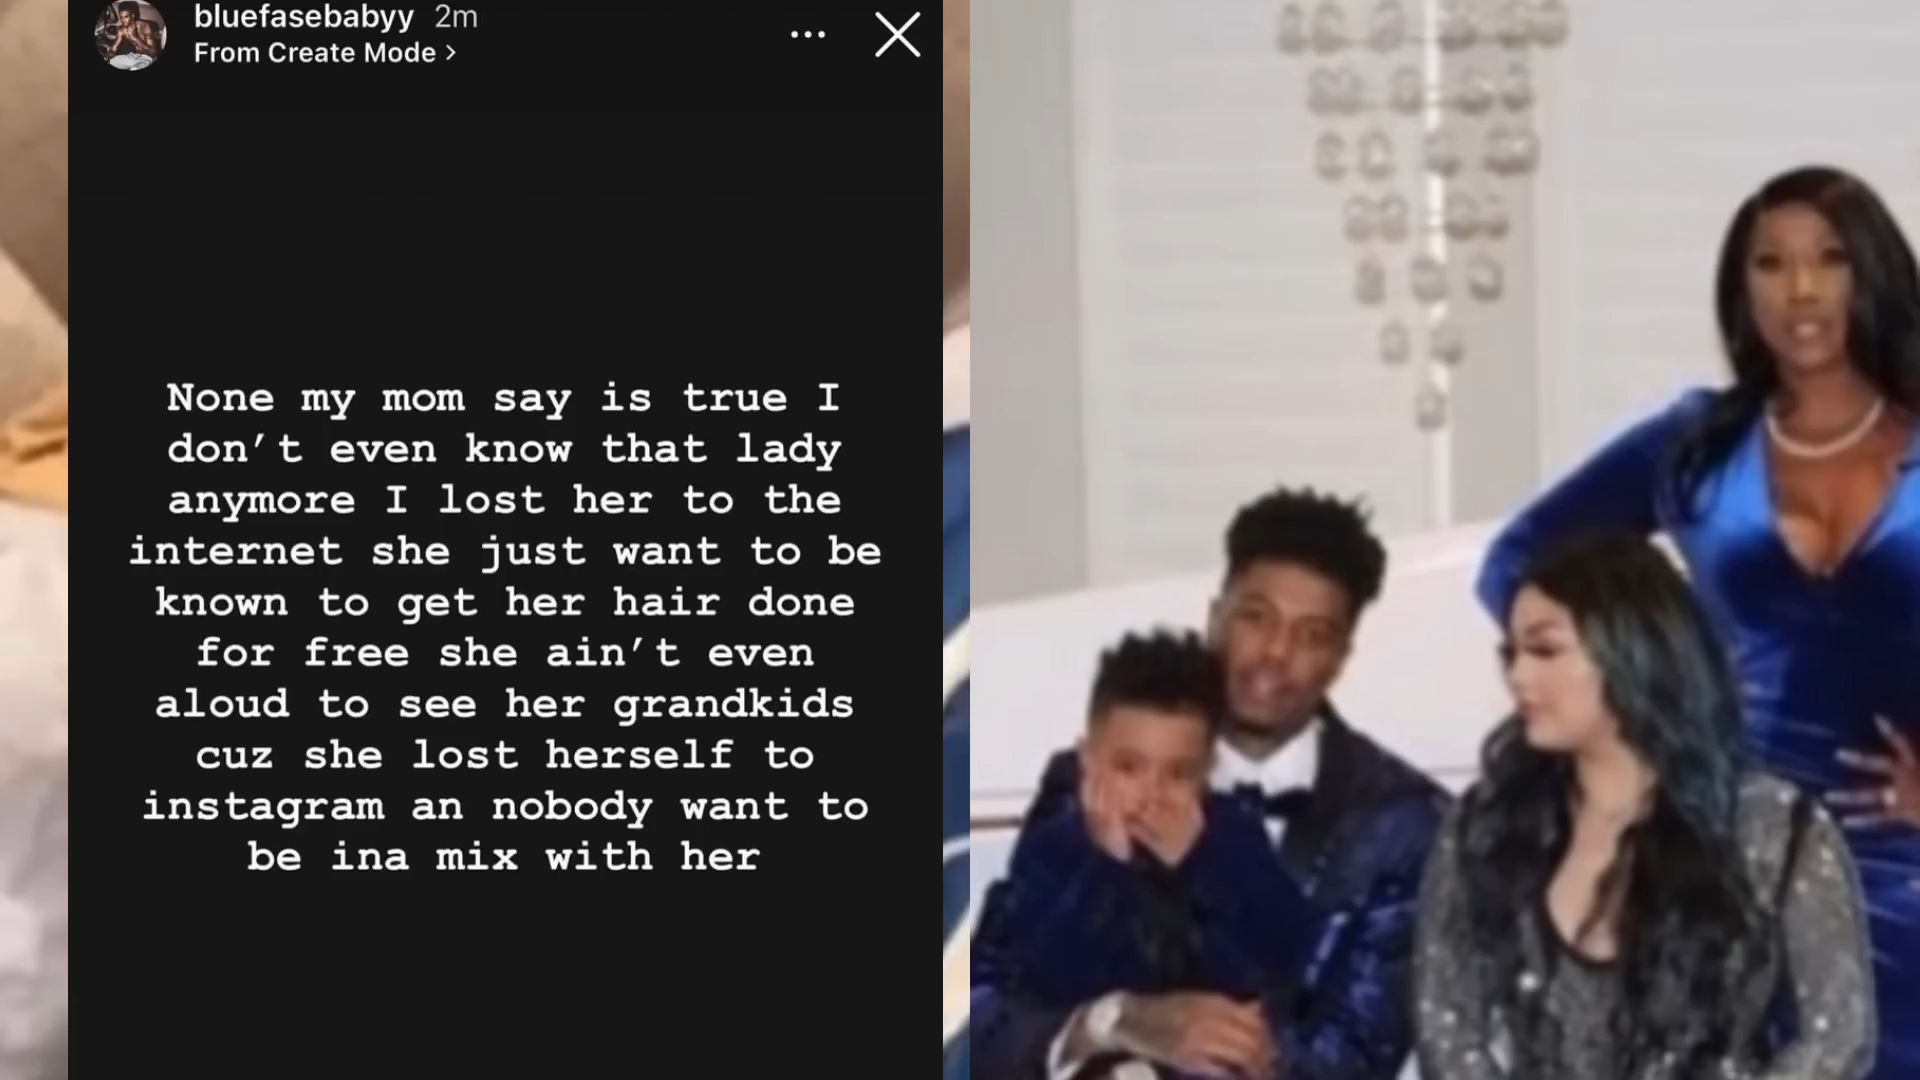 bluefasebabyy 2m
From Create Mode >
None my mom say is true I
don’t even know that lady
anymore I lost her to the
internet she just want to be
known to get her hair done
for free she ain’t even
aloud to see her grandkids
cuz she lost herself to
instagram an nobody want to
be ina mix with her